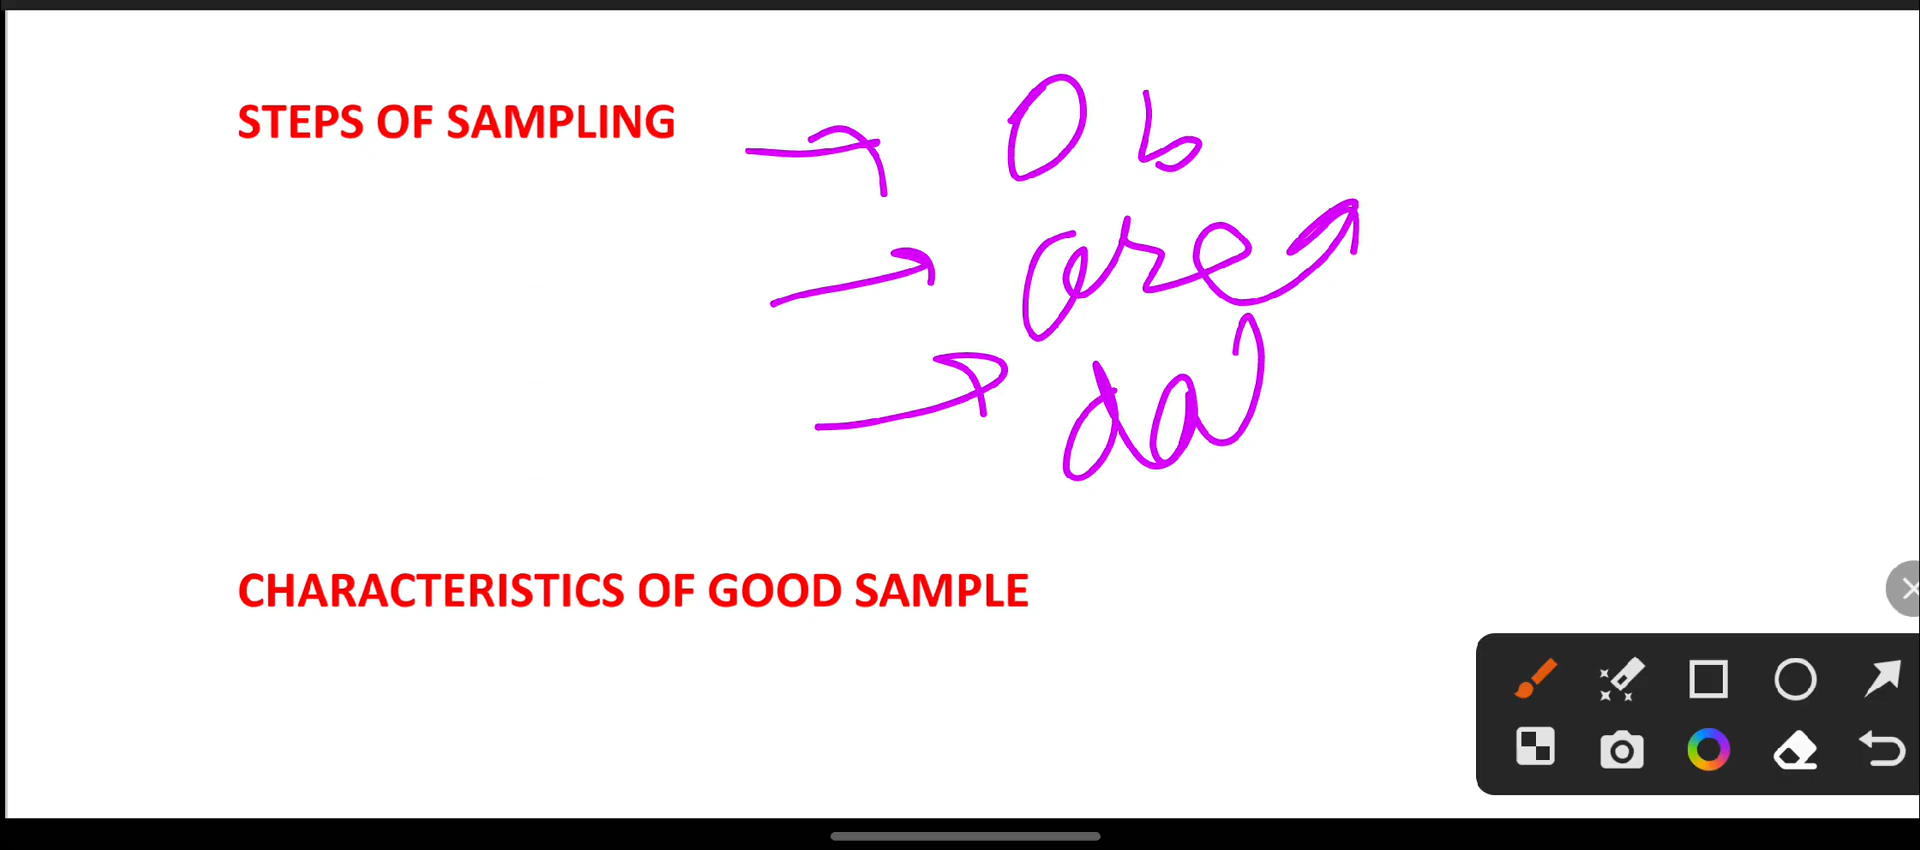 STEPS OF SAMPLING
Ob
are
da
CHARACTERISTICS OF GOOD SAMPLE